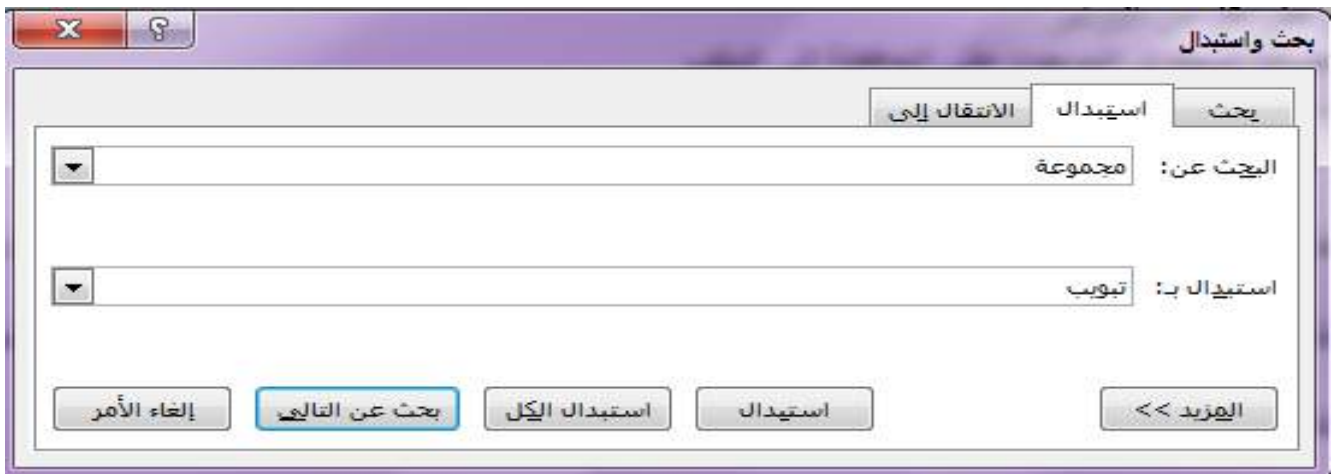 بحث واستبدال
بحث استبدال الانتقال إلى
البحث عن: مجموعة
استبدال بـ: تبويب
المزيد >> استبدال استبدال الكل بحث عن التالي إلغاء الأمر